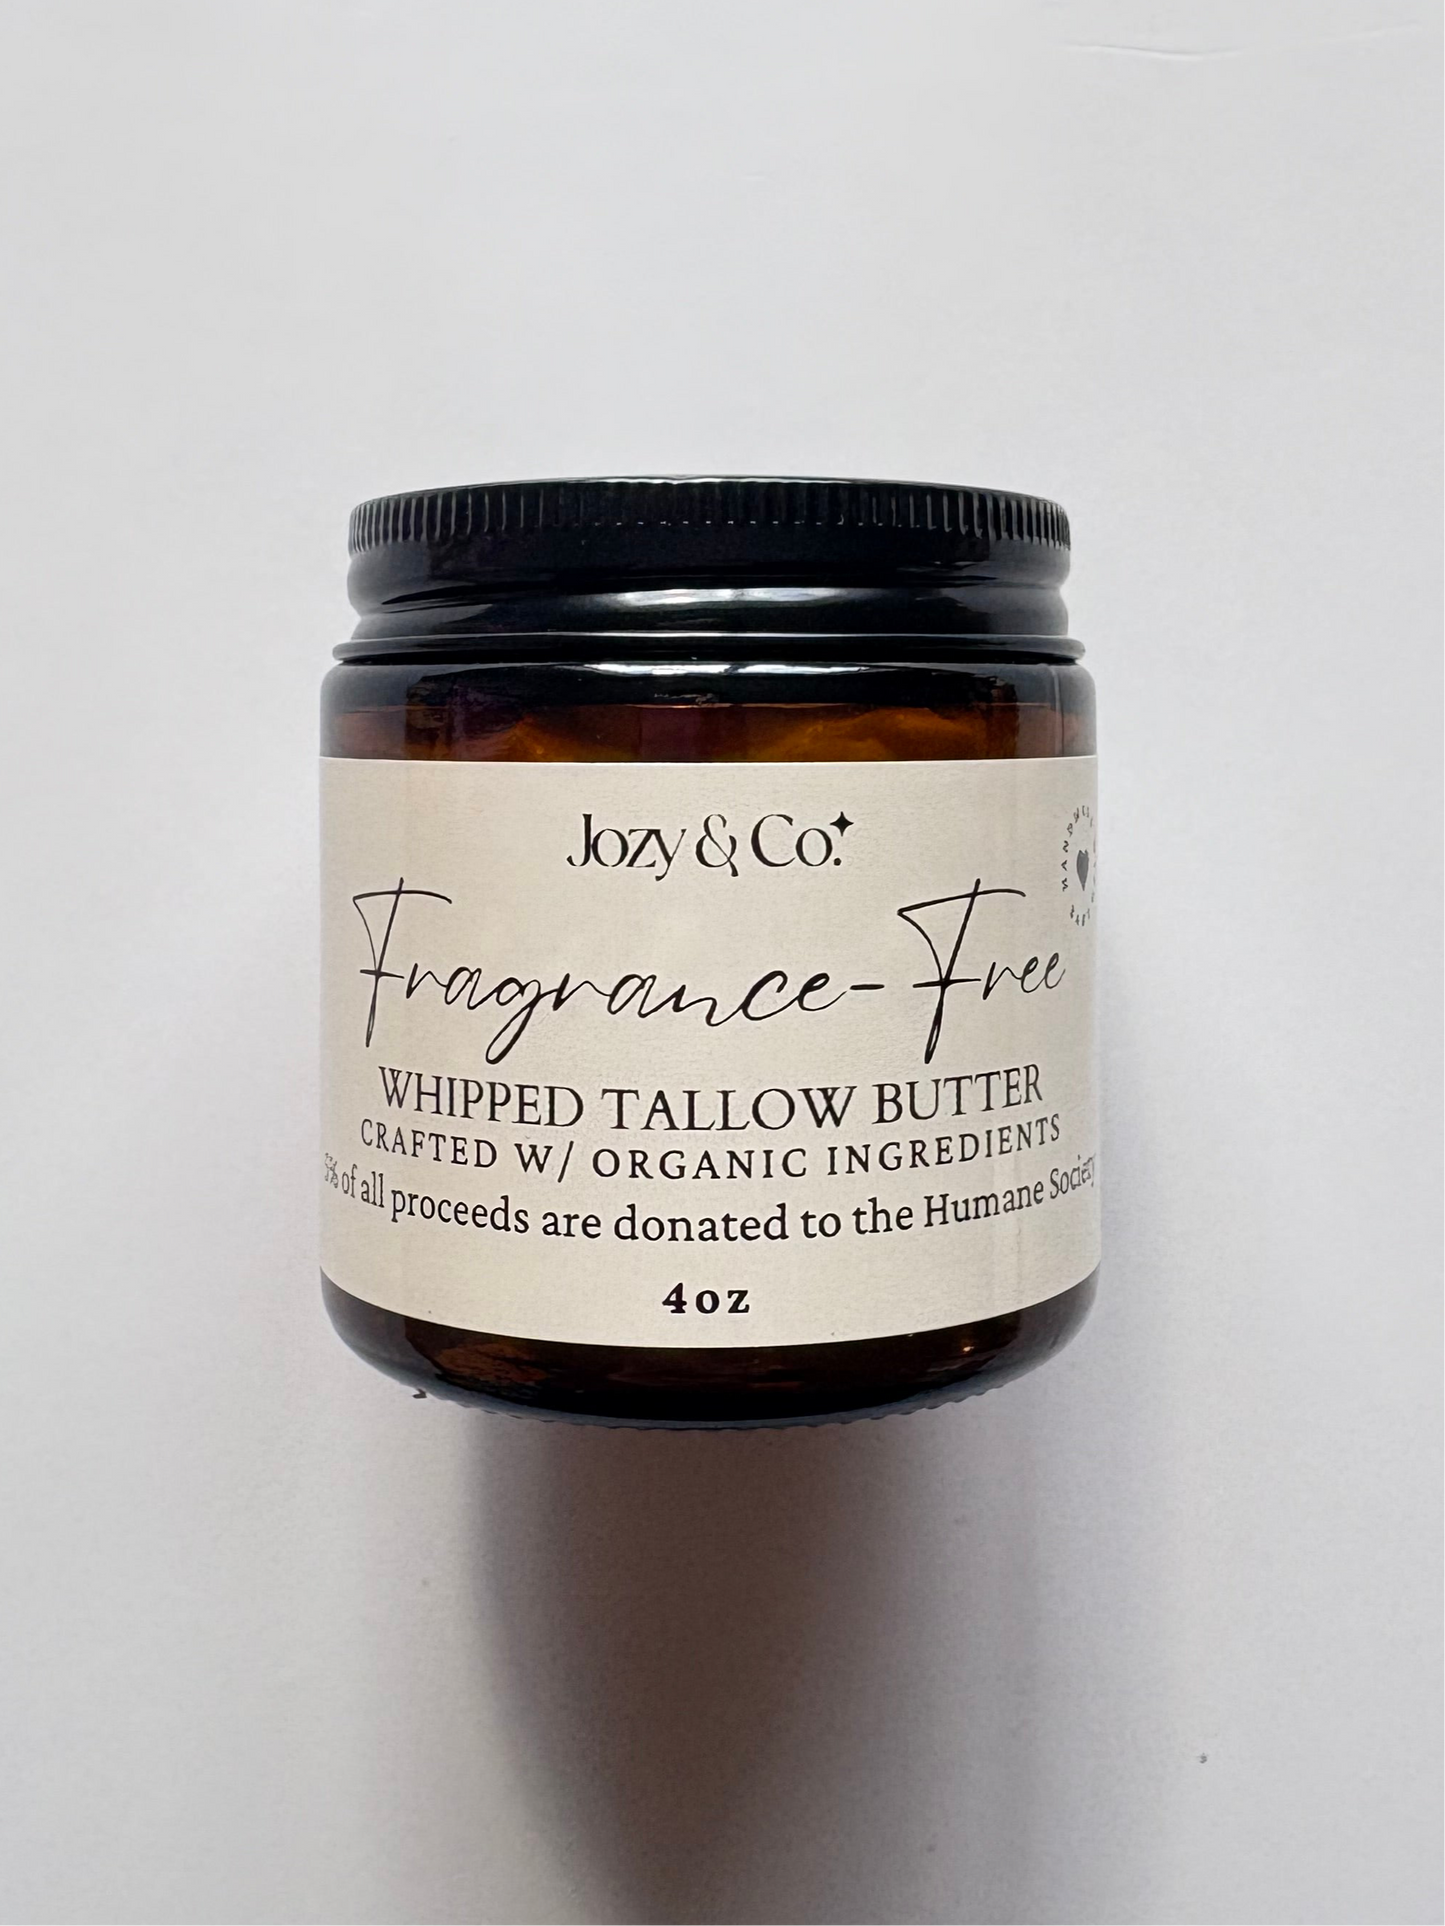 Jozy & Co.
Fragrance-Free
WHIPPED TALLOW BUTTER
CRAFTED W/ ORGANIC INGREDIENTS
of all proceeds are donated to the Humane Society
4oz